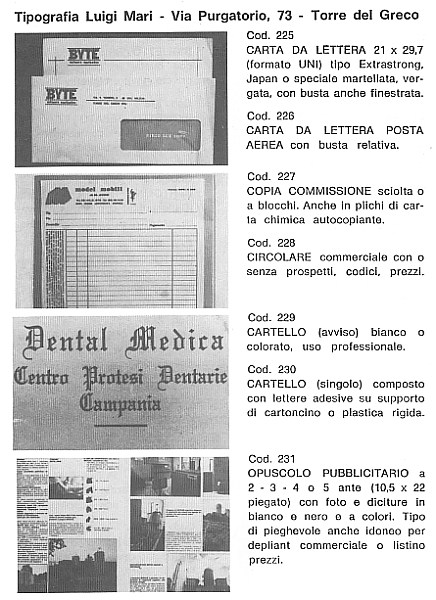 Tipografia Luigi Mari - Via Purgatorio, 73 - Torre del Greco
BYTE
BYTE
Cod. 225
CARTA DA LETTERA 21 x 29,7
(formato UNI) tipo Extrastrong,
Japan o speciale martellata, ver-
gata, con busta anche finestrata.
Cod. 226
CARTA DA LETTERA POSTA
AEREA con busta relativa.
model mobili
Cod. 227
COPIA COMMISSIONE sciolta o
a blocchi. Anche in plichi di car-
ta chimica autocopiante.
Cod. 228
CIRCOLARE commerciale con o
senza prospetti, codici, prezzi.
Dental Medica
Centro Protesi Dentarie
Campania
Cod. 229
CARTELLO (avviso) bianco o
colorato, uso professionale.
Cod. 230
CARTELLO (singolo) composto
con lettere adesive su supporto
di cartoncino o plastica rigida.
Cod. 231
OPUSCOLO PUBBLICITARIO a
2 - 3 - 4 o 5 ante (10,5 x 22
piegato) con foto e diciture in
bianco e nero o a colori. Tipo
di pieghevole anche idoneo per
depliant commerciale o listino
prezzi.